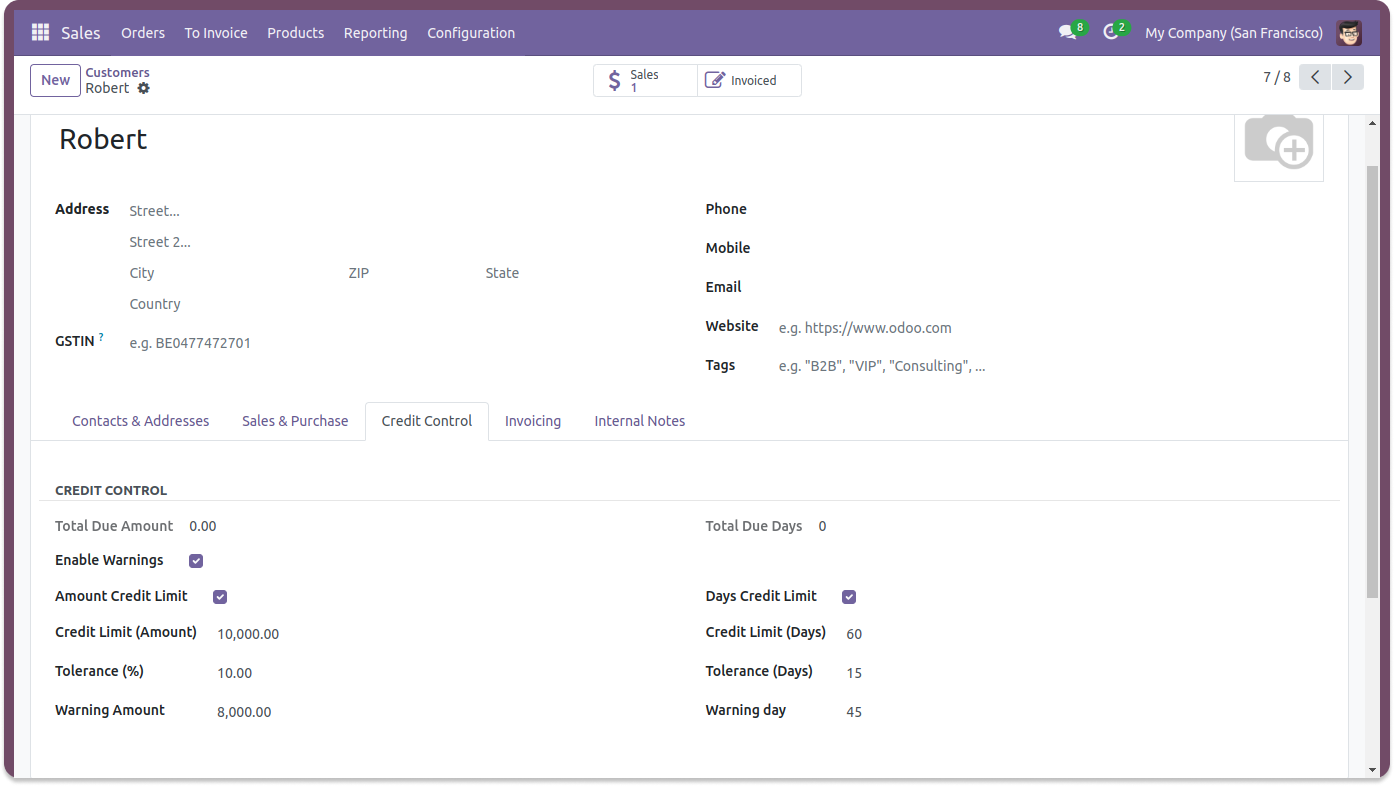 Sales Orders To Invoice Products Reporting Configuration 8 2 My Company (San Francisco)
New Customers Sales Invoiced 7 / 8
Robert 1
Robert
Address Street... Phone
Street 2... Mobile
City ZIP State Email
Country Website e.g. https://www.odoo.com
GSTIN ? e.g. BE0477472701 Tags e.g. "B2B", "VIP", "Consulting", ...
Contacts & Addresses Sales & Purchase Credit Control Invoicing Internal Notes
CREDIT CONTROL
Total Due Amount 0.00 Total Due Days 0
Enable Warnings
Amount Credit Limit Days Credit Limit
Credit Limit (Amount) 10,000.00 Credit Limit (Days) 60
Tolerance (%) 10.00 Tolerance (Days) 15
Warning Amount 8,000.00 Warning day 45